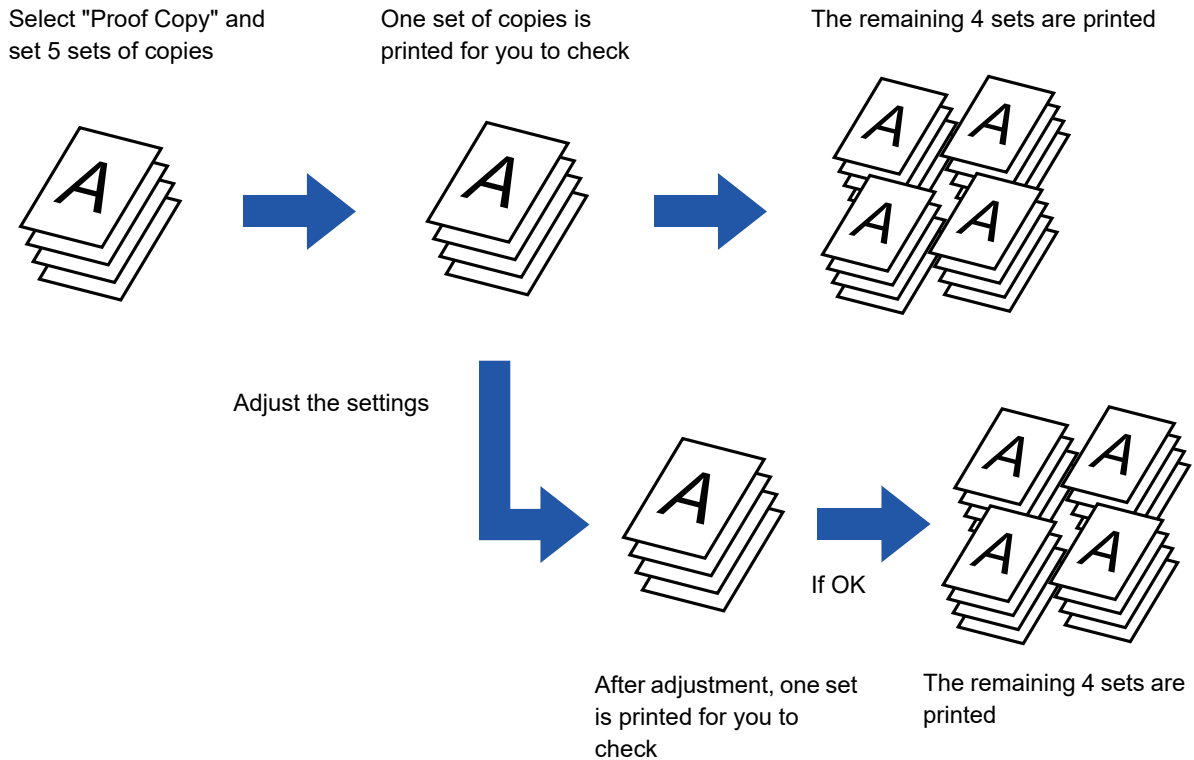 Select "Proof Copy" and
set 5 sets of copies
One set of copies is
printed for you to check
The remaining 4 sets are printed
A
A
A
A
A
A
Adjust the settings
A
A
A
A
A
If OK
After adjustment, one set
is printed for you to
check
The remaining 4 sets are
printed